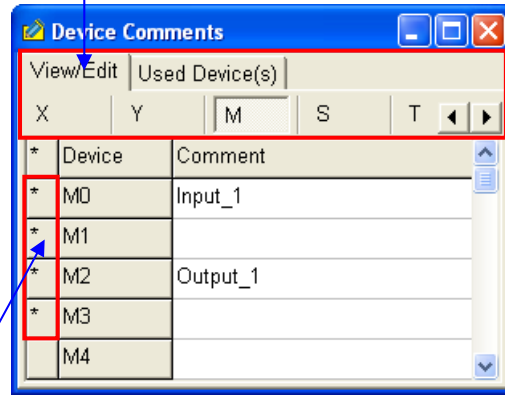 Device Comments
View/Edit Used Device(s)
X Y M S T
* Device Comment
* M0 Input_1
* M1
* M2 Output_1
* M3
M4